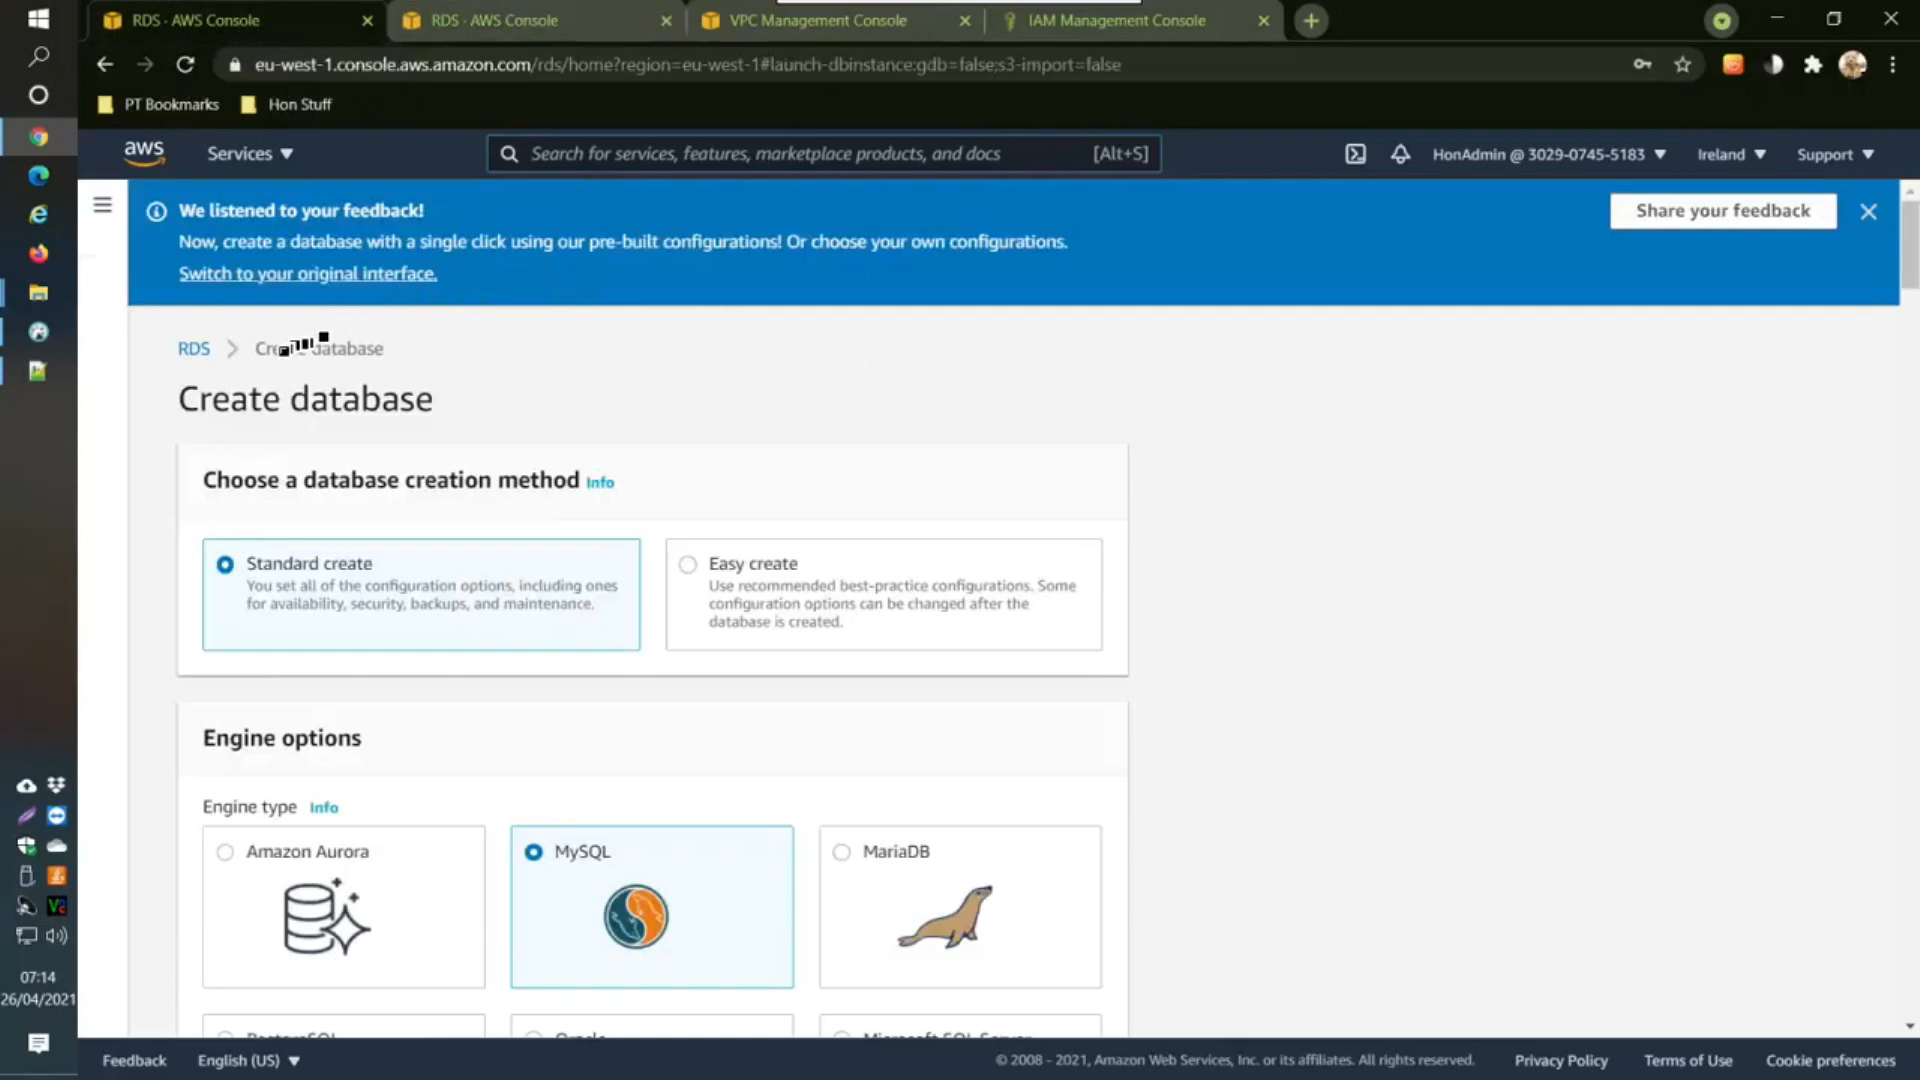 RDS · AWS Console
RDS · AWS Console
VPC Management Console
IAM Management Console
eu-west-1.console.aws.amazon.com/rds/home?region=eu-west-1#launch-dbinstance:gdb=false;s3-import=false
PT Bookmarks
Hon Stuff
aws
Services
Search for services, features, marketplace products, and docs
[Alt+S]
HonAdmin @ 3029-0745-5183
Ireland
Support
We listened to your feedback!
Now, create a database with a single click using our pre-built configurations! Or choose your own configurations.
Switch to your original interface.
Share your feedback
RDS
Create database
Create database
Choose a database creation method Info
Standard create
You set all of the configuration options, including ones
for availability, security, backups, and maintenance.
Easy create
Use recommended best-practice configurations. Some
configuration options can be changed after the
database is created.
Engine options
Engine type Info
Amazon Aurora
MySQL
MariaDB
PostgreSQL
Oracle
Microsoft SQL Server
07:14
26/04/2021
Feedback
English (US)
© 2008 - 2021, Amazon Web Services, Inc. or its affiliates. All rights reserved.
Privacy Policy
Terms of Use
Cookie preferences